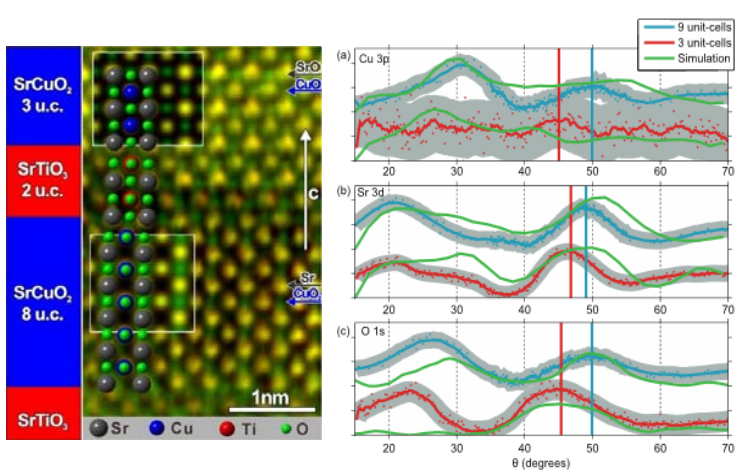 SrCuO₂
3 u.c.
SrTiO₃
2 u.c.
SrCuO₂
8 u.c.
SrTiO₃
SrO
CuO
c
Sr
CuO
1nm
Sr Cu Ti O
9 unit-cells
3 unit-cells
Simulation
(a) Cu 3p
20 30 40 50 60 70
(b) Sr 3d
20 30 40 50 60 70
(c) O 1s
20 30 40 50 60 70
θ (degrees)